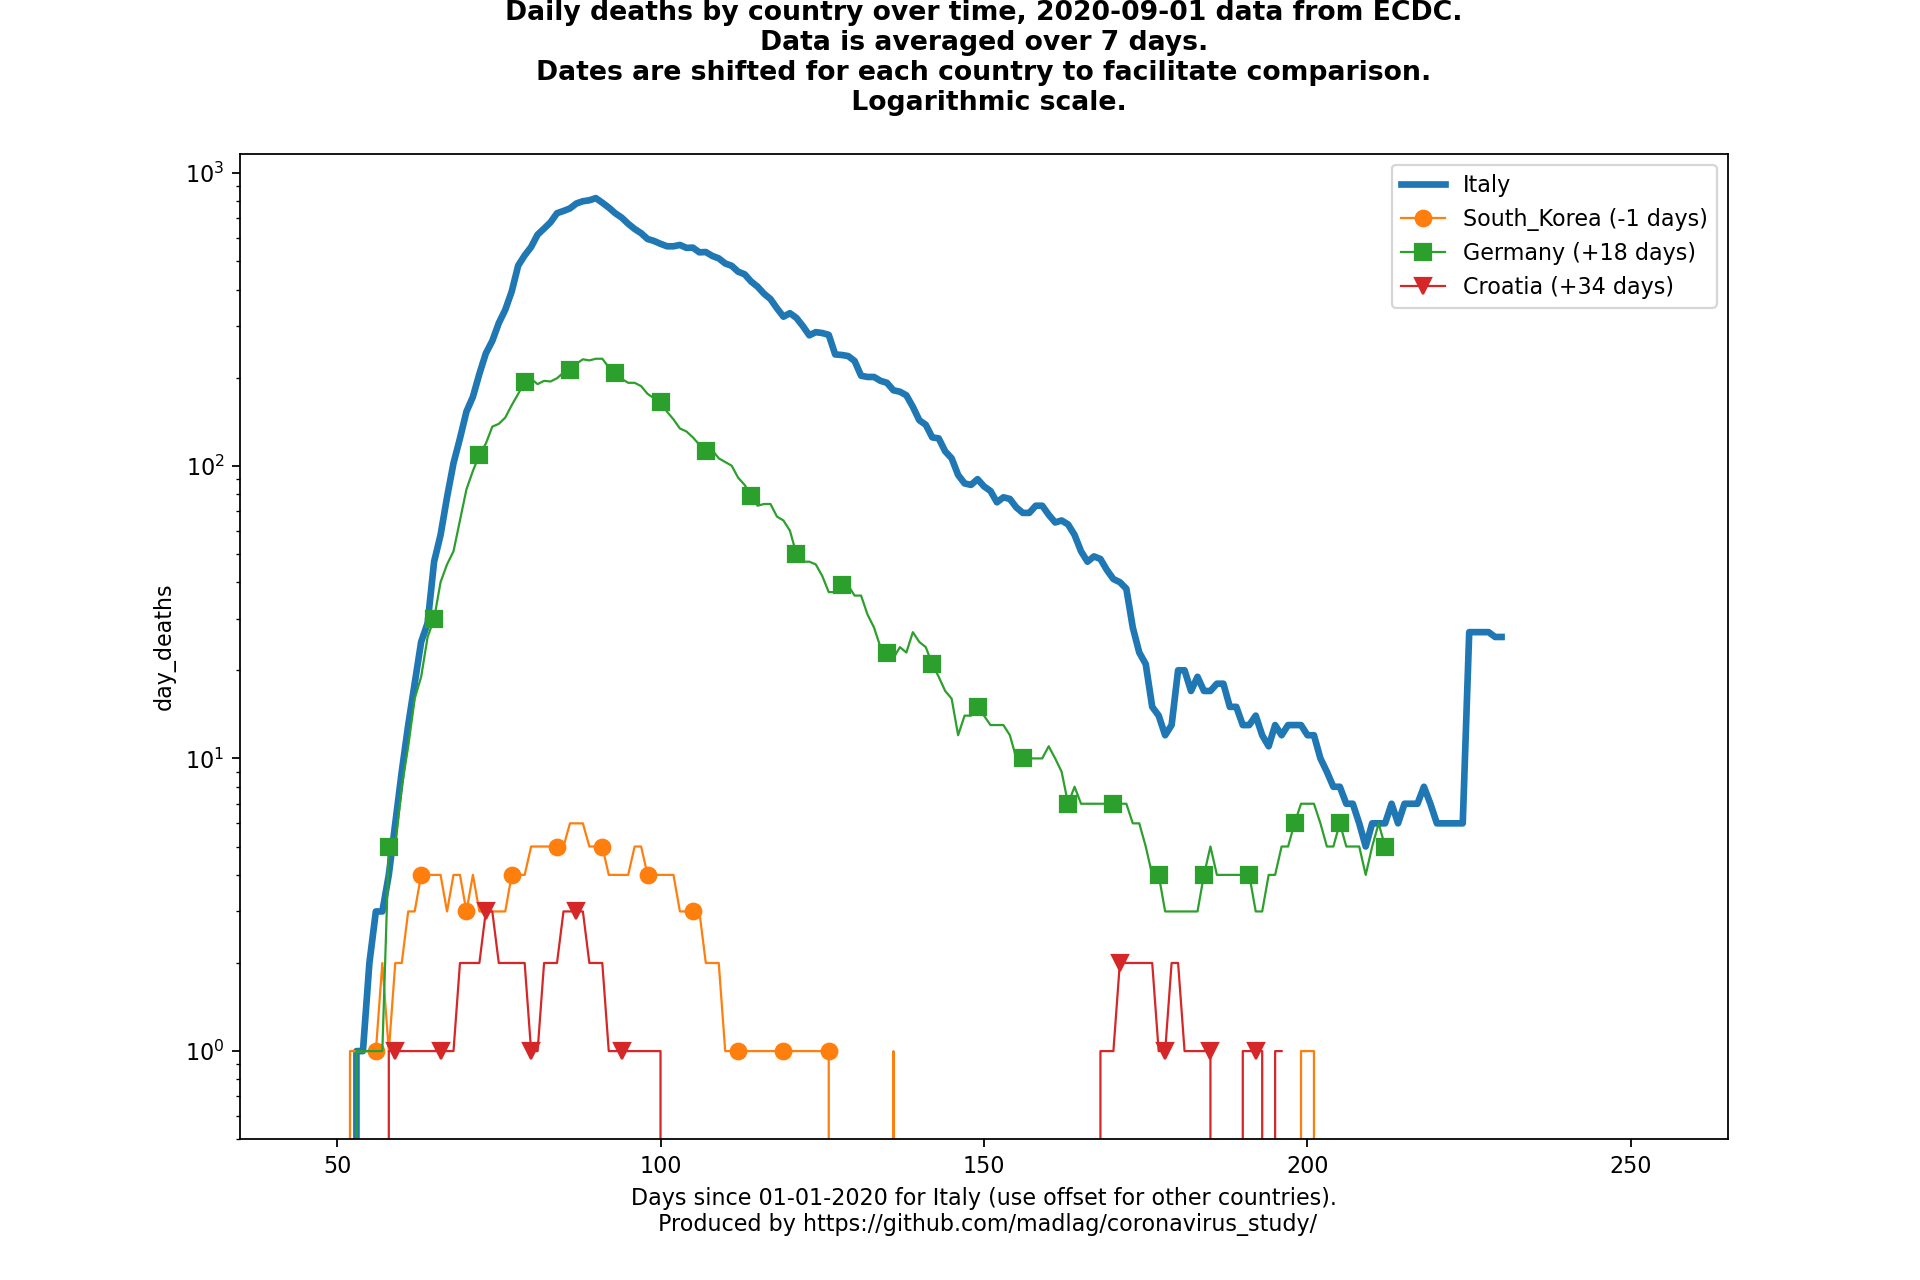 Daily deaths by country over time, 2020-09-01 data from ECDC.
Data is averaged over 7 days.
Dates are shifted for each country to facilitate comparison.
Logarithmic scale.
10³
10²
10¹
10⁰
day_deaths
Italy
South_Korea (-1 days)
Germany (+18 days)
Croatia (+34 days)
50 100 150 200 250
Days since 01-01-2020 for Italy (use offset for other countries).
Produced by https://github.com/madlag/coronavirus_study/